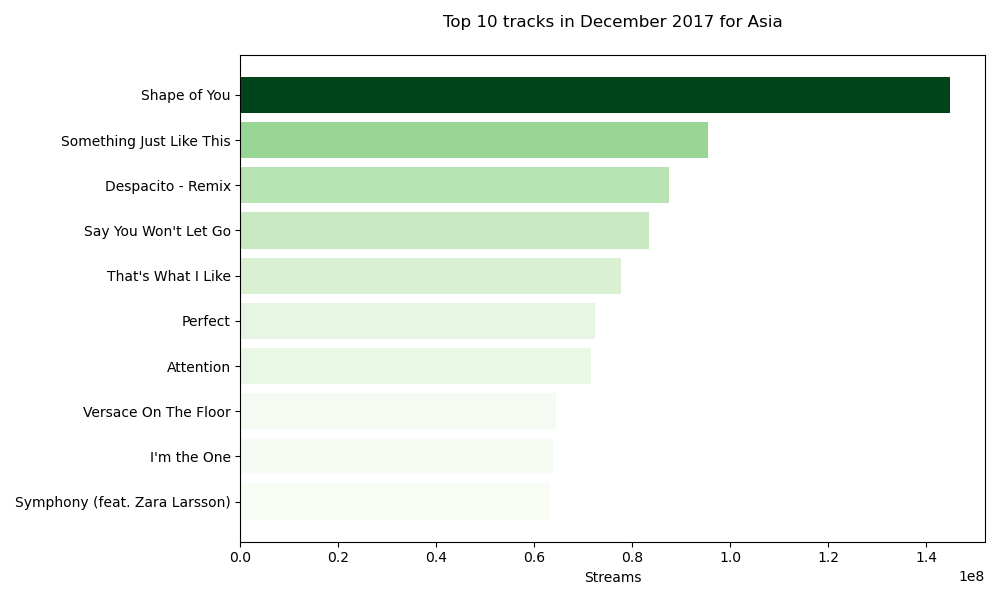 Top 10 tracks in December 2017 for Asia
Shape of You
Something Just Like This
Despacito - Remix
Say You Won't Let Go
That's What I Like
Perfect
Attention
Versace On The Floor
I'm the One
Symphony (feat. Zara Larsson)
0.0 0.2 0.4 0.6 0.8 1.0 1.2 1.4
1e8
Streams